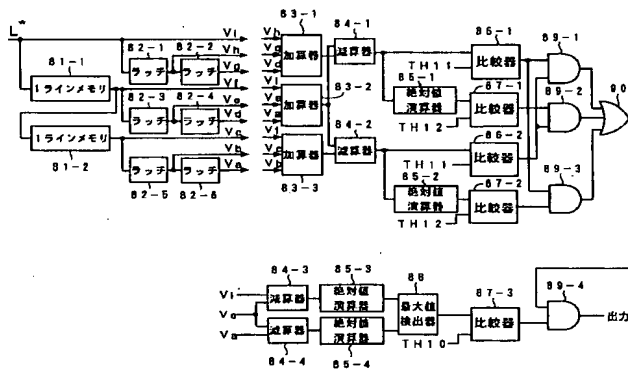 L*
81-1
1ラインメモリ
1ラインメモリ
81-2
82-1
82-2
ラッチ
ラッチ
82-3
82-4
ラッチ
ラッチ
ラッチ
ラッチ
82-5
82-6
Vi
Vh
Vg
Vf
Ve
Vd
Vc
Vb
Va
83-1
加算器
83-2
加算器
加算器
83-3
84-1
減算器
84-2
減算器
TH11
85-1
絶対値
演算器
TH12
TH11
85-2
絶対値
演算器
TH12
比較器
87-1
比較器
86-2
比較器
87-2
比較器
89-1
89-2
89-3
90
84-3
85-3
Vi
Ve
Va
減算器
減算器
84-4
絶対値
演算器
絶対値
演算器
85-4
88
最大値
検出器
TH10
87-3
比較器
89-4
出力